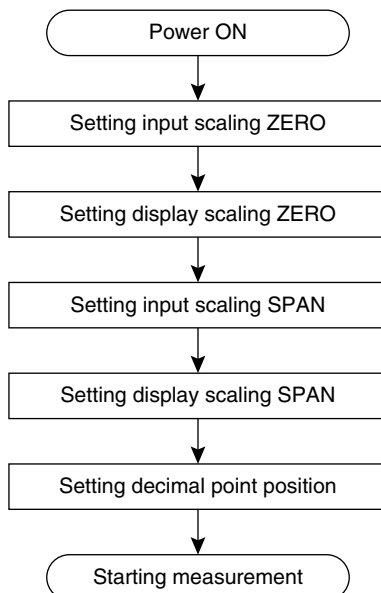 Power ON
Setting input scaling ZERO
Setting display scaling ZERO
Setting input scaling SPAN
Setting display scaling SPAN
Setting decimal point position
Starting measurement